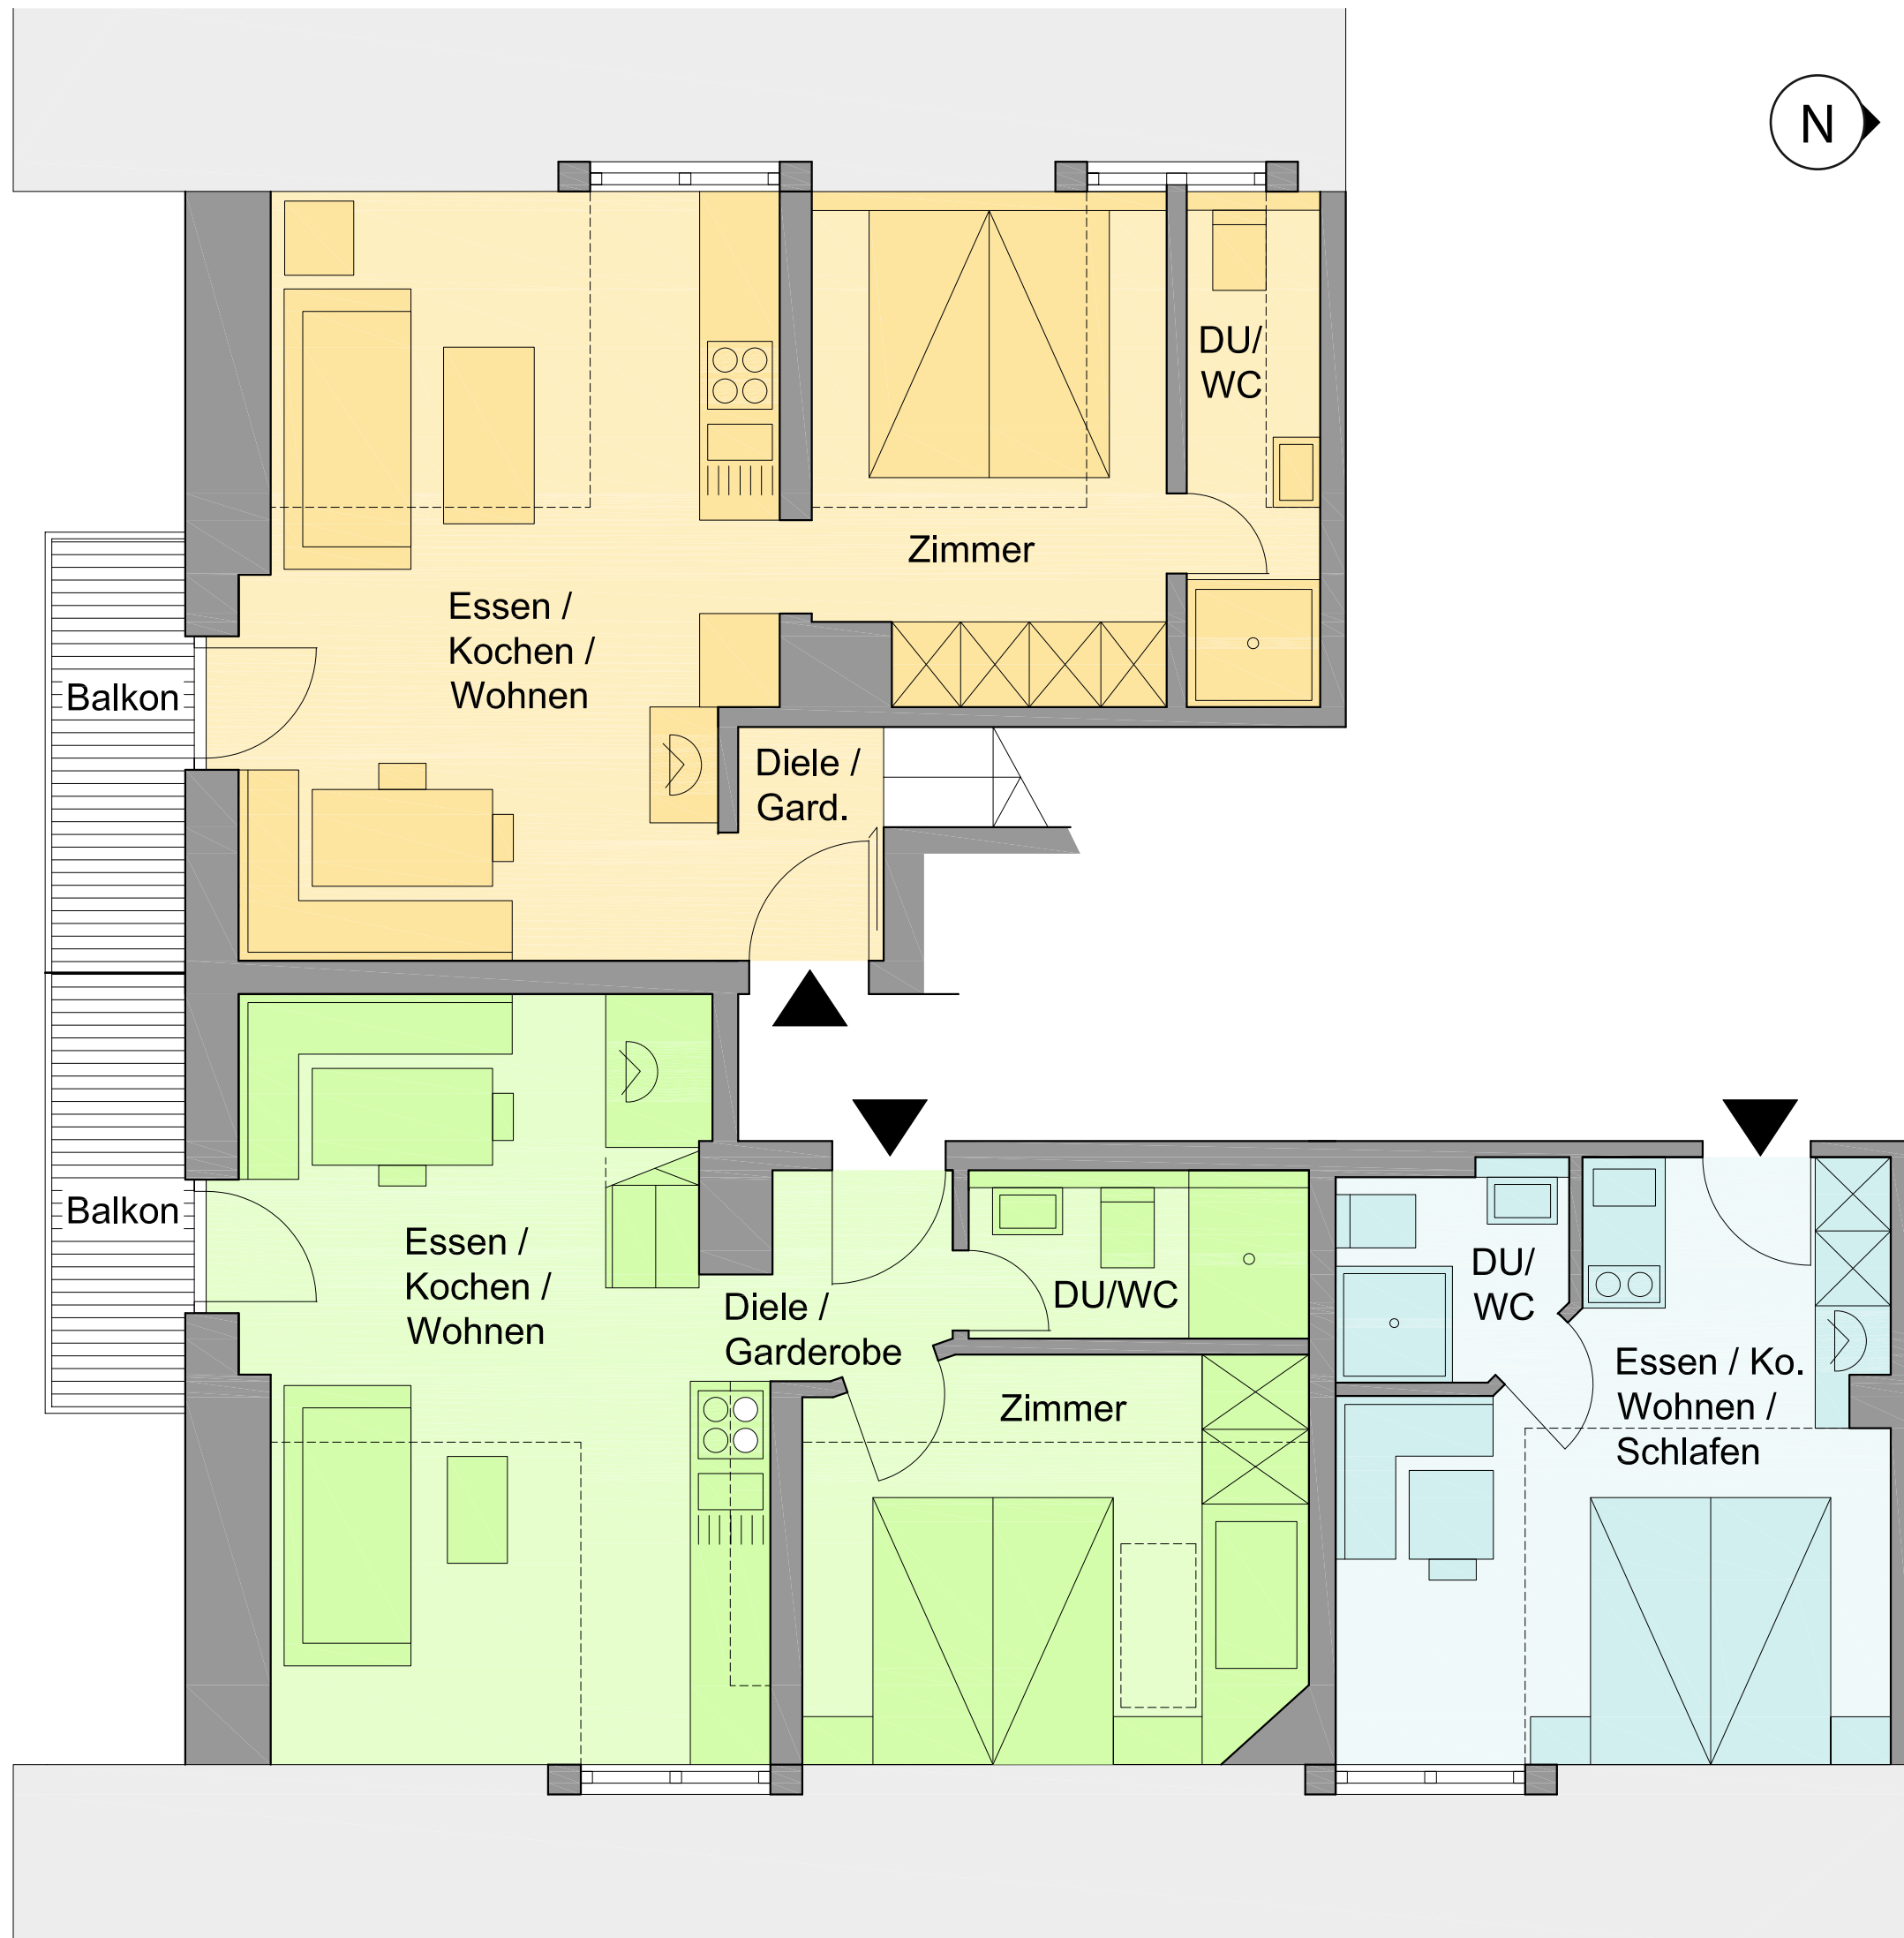 N
DU/
WC
Zimmer
Essen /
Kochen /
Wohnen
Balkon
Diele /
Gard.
Balkon
Essen /
Kochen /
Wohnen
Diele /
Garderobe
DU/WC
Zimmer
DU/
WC
Essen / Ko.
Wohnen /
Schlafen